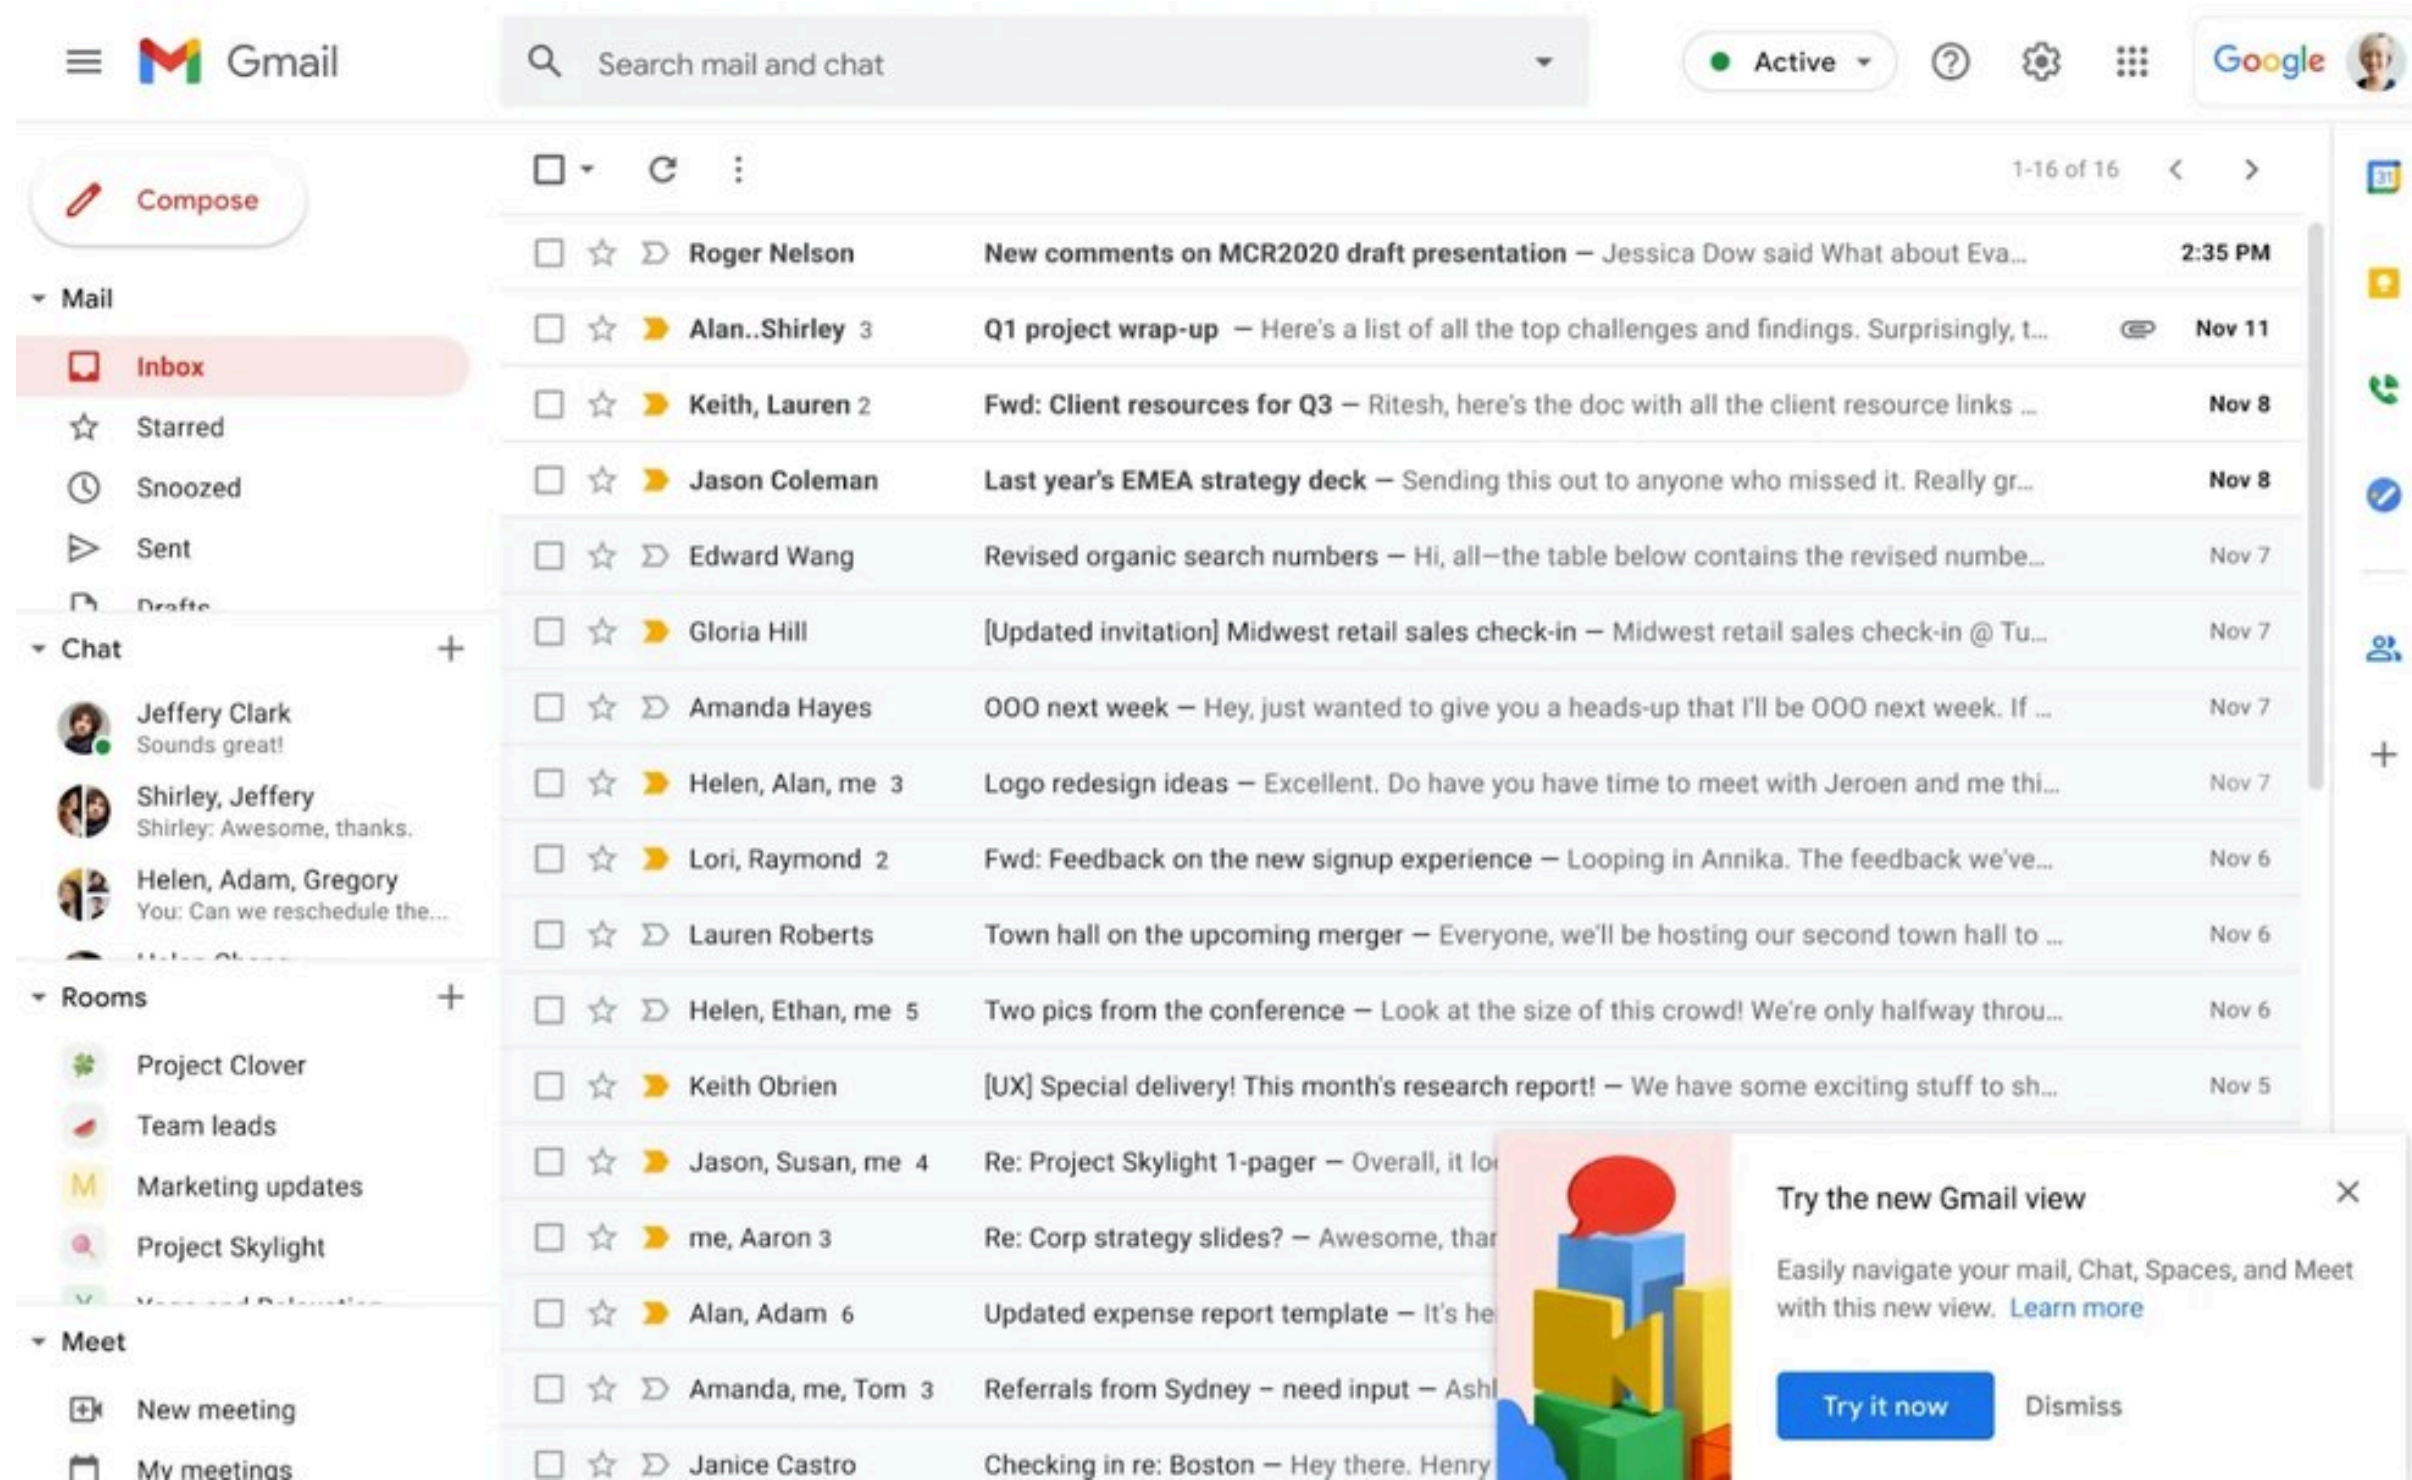 Gmail
Search mail and chat
Active
Google
Compose
1-16 of 16
31
Mail
Inbox
Starred
Snoozed
Sent
Drafts
Chat
Jeffery Clark
Sounds great!
Shirley, Jeffery
Shirley: Awesome, thanks.
Helen, Adam, Gregory
You: Can we reschedule the...
Rooms
Project Clover
Team leads
M Marketing updates
Project Skylight
Meet
New meeting
My meetings
Roger Nelson New comments on MCR2020 draft presentation — Jessica Dow said What about Eva... 2:35 PM
Alan..Shirley 3 Q1 project wrap-up — Here's a list of all the top challenges and findings. Surprisingly, t... Nov 11
Keith, Lauren 2 Fwd: Client resources for Q3 — Ritesh, here's the doc with all the client resource links ... Nov 8
Jason Coleman Last year's EMEA strategy deck — Sending this out to anyone who missed it. Really gr... Nov 8
Edward Wang Revised organic search numbers — Hi, all—the table below contains the revised numbe... Nov 7
Gloria Hill [Updated invitation] Midwest retail sales check-in — Midwest retail sales check-in @ Tu... Nov 7
Amanda Hayes OOO next week — Hey, just wanted to give you a heads-up that I'll be OOO next week. If ... Nov 7
Helen, Alan, me 3 Logo redesign ideas — Excellent. Do have you have time to meet with Jeroen and me thi... Nov 7
Lori, Raymond 2 Fwd: Feedback on the new signup experience — Looping in Annika. The feedback we've... Nov 6
Lauren Roberts Town hall on the upcoming merger — Everyone, we'll be hosting our second town hall to ... Nov 6
Helen, Ethan, me 5 Two pics from the conference — Look at the size of this crowd! We're only halfway throu... Nov 6
Keith Obrien [UX] Special delivery! This month's research report! — We have some exciting stuff to sh... Nov 5
Jason, Susan, me 4 Re: Project Skylight 1-pager — Overall, it
me, Aaron 3 Re: Corp strategy slides? — Awesome,
Alan, Adam 6 Updated expense report template — It's
Amanda, me, Tom 3 Referrals from Sydney – need input —
Janice Castro Checking in re: Boston — Hey there. Henry
Try the new Gmail view
Easily navigate your mail, Chat, Spaces, and Meet
with this new view. Learn more
Try it now Dismiss